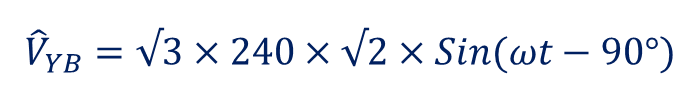 V̂_YB = √3 × 240 × √2 × Sin(ωt − 90°)